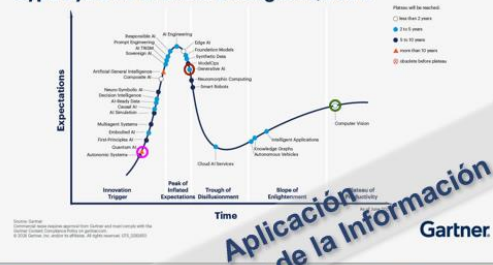 Plateau will be reached:
less than 2 years
2 to 5 years
5 to 10 years
more than 10 years
obsolete before plateau
Expectations
AI Engineering
Responsible AI
Prompt Engineering
AI TRiSM
Sovereign AI
Artificial General Intelligence
Composite AI
Neuro-Symbolic AI
Decision Intelligence
AI-Ready Data
Causal AI
AI Simulation
Multiagent Systems
Embodied AI
First-Principles AI
Quantum AI
Autonomic Systems
Edge AI
Foundation Models
Synthetic Data
ModelOps
Generative AI
Neuromorphic Computing
Smart Robots
Cloud AI Services
Intelligent Applications
Knowledge Graphs
Autonomous Vehicles
Computer Vision
Innovation
Trigger
Peak of
Inflated
Expectations
Trough of
Disillusionment
Slope of
Enlightenment
Time
Aplicación
de la Información
Source: Gartner
Gartner.